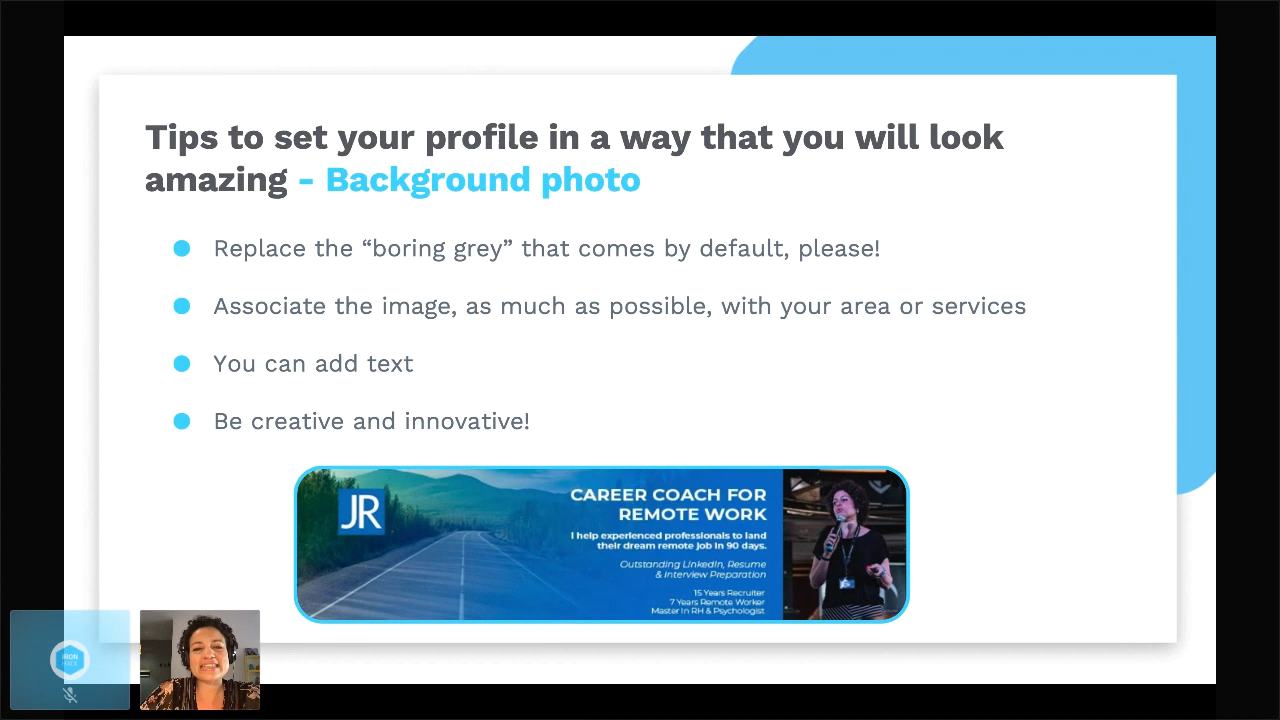 Tips to set your profile in a way that you will look
amazing - Background photo
Replace the “boring grey” that comes by default, please!
Associate the image, as much as possible, with your area or services
You can add text
Be creative and innovative!
JR
CAREER COACH FOR
REMOTE WORK
I help experienced professionals to land
their dream remote job in 90 days.
Outstanding LinkedIn, Resume
& Interview Preparation
15 Years Recruiter
7 Years Remote Worker
Master In RH & Psychologist
IRON
HACK